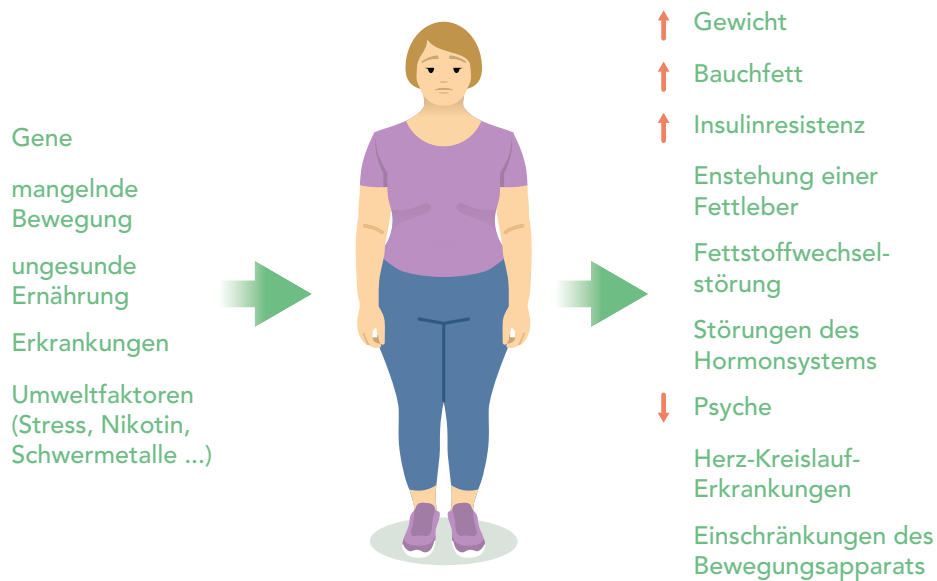 Gene
mangelnde
Bewegung
ungesunde
Ernährung
Erkrankungen
Umweltfaktoren
(Stress, Nikotin,
Schwermetalle ...)
Gewicht
Bauchfett
Insulinresistenz
Enstehung einer
Fettleber
Fettstoffwechsel-
störung
Störungen des
Hormonsystems
Psyche
Herz-Kreislauf-
Erkrankungen
Einschränkungen des
Bewegungsapparats